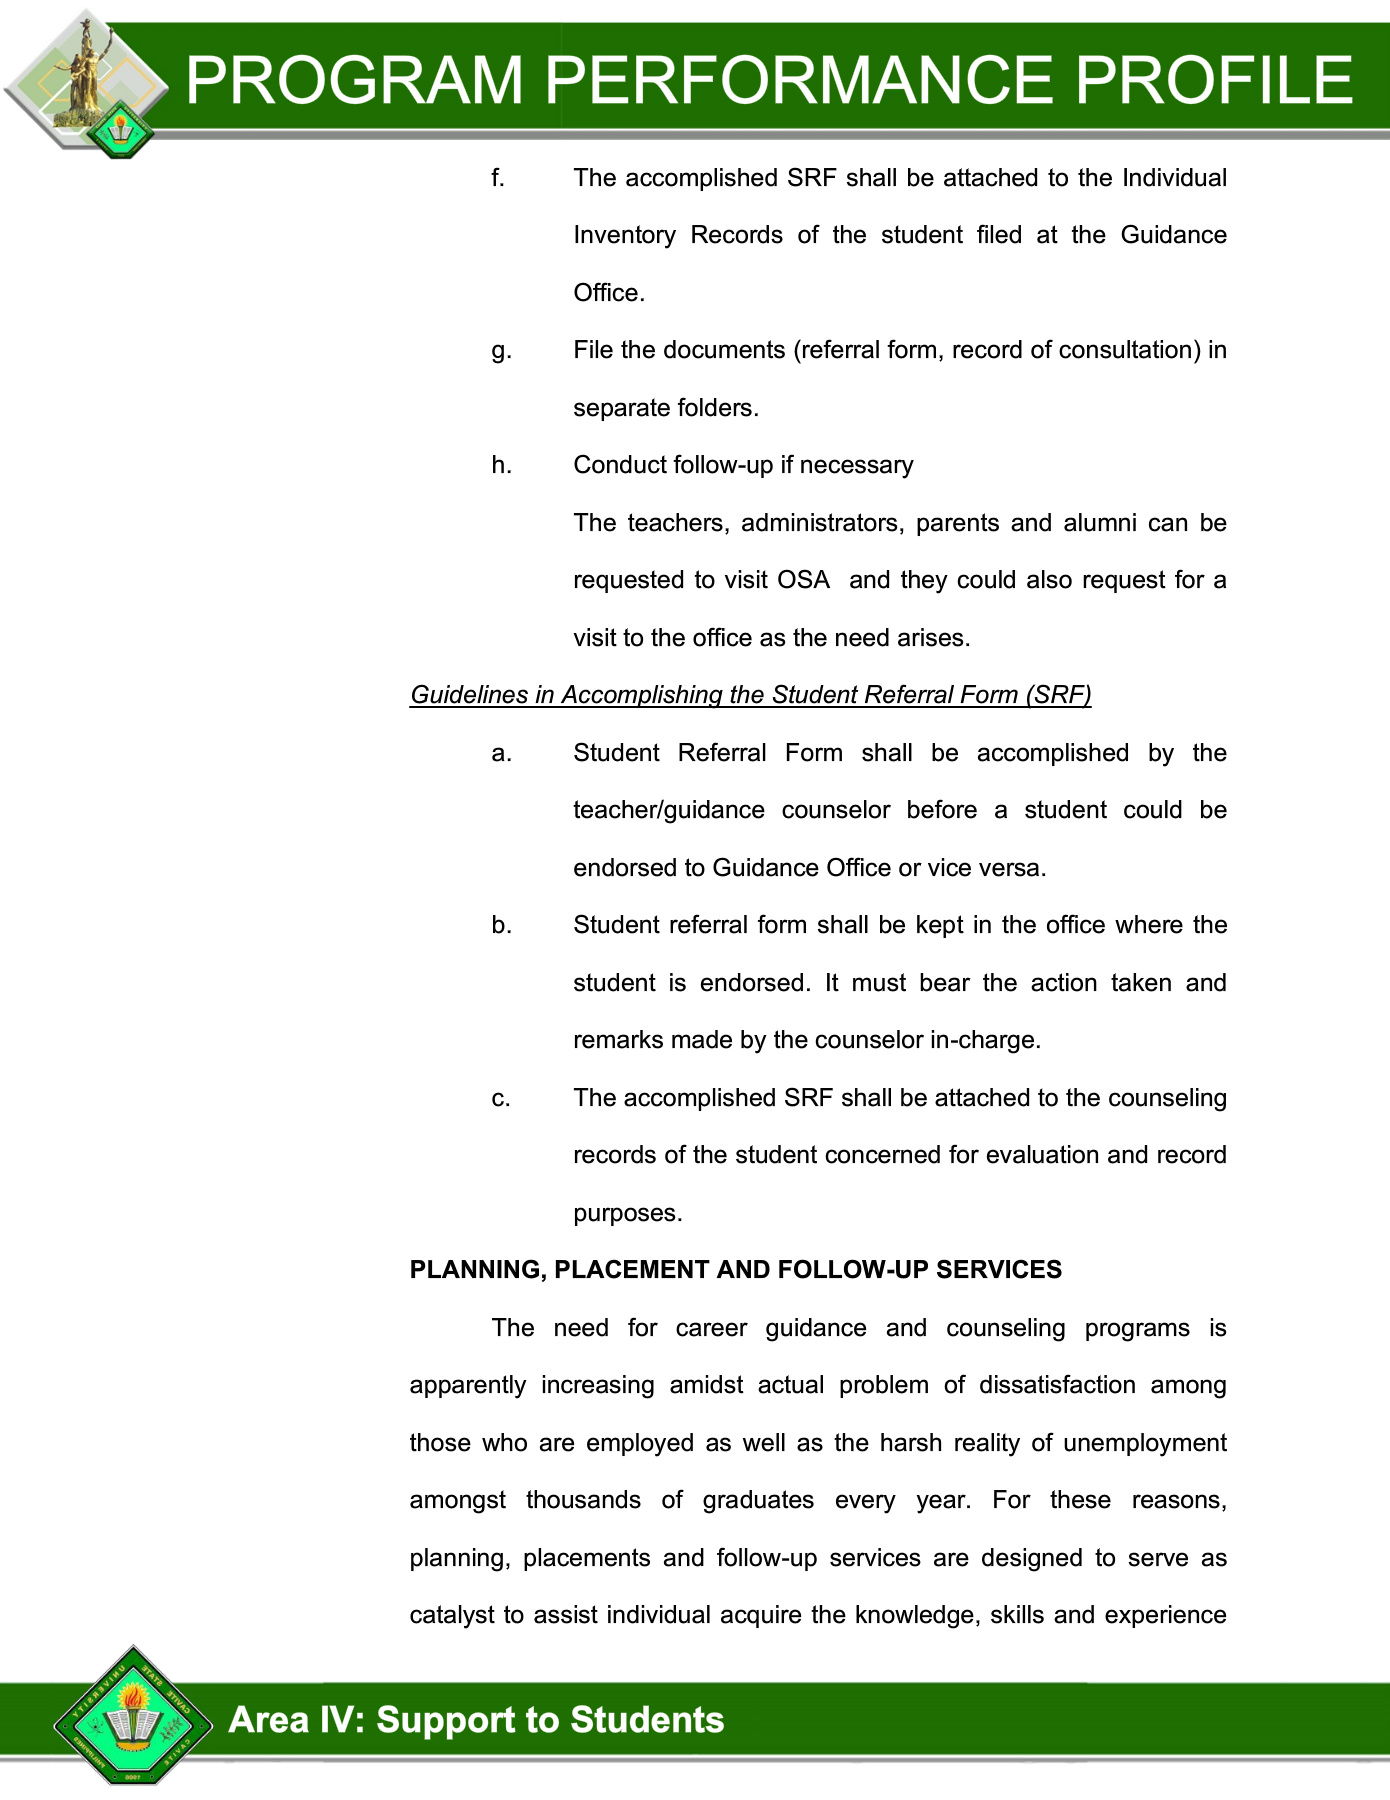 PROGRAM PERFORMANCE PROFILE
f. The accomplished SRF shall be attached to the Individual
Inventory Records of the student filed at the Guidance
Office.
g. File the documents (referral form, record of consultation) in
separate folders.
h. Conduct follow-up if necessary
The teachers, administrators, parents and alumni can be
requested to visit OSA and they could also request for a
visit to the office as the need arises.
Guidelines in Accomplishing the Student Referral Form (SRF)
a. Student Referral Form shall be accomplished by the
teacher/guidance counselor before a student could be
endorsed to Guidance Office or vice versa.
b. Student referral form shall be kept in the office where the
student is endorsed. It must bear the action taken and
remarks made by the counselor in-charge.
c. The accomplished SRF shall be attached to the counseling
records of the student concerned for evaluation and record
purposes.
PLANNING, PLACEMENT AND FOLLOW-UP SERVICES
The need for career guidance and counseling programs is
apparently increasing amidst actual problem of dissatisfaction among
those who are employed as well as the harsh reality of unemployment
amongst thousands of graduates every year. For these reasons,
planning, placements and follow-up services are designed to serve as
catalyst to assist individual acquire the knowledge, skills and experience
CAVITE STATE UNIVERSITY
CAVITE PHILIPPINES
Area IV: Support to Students